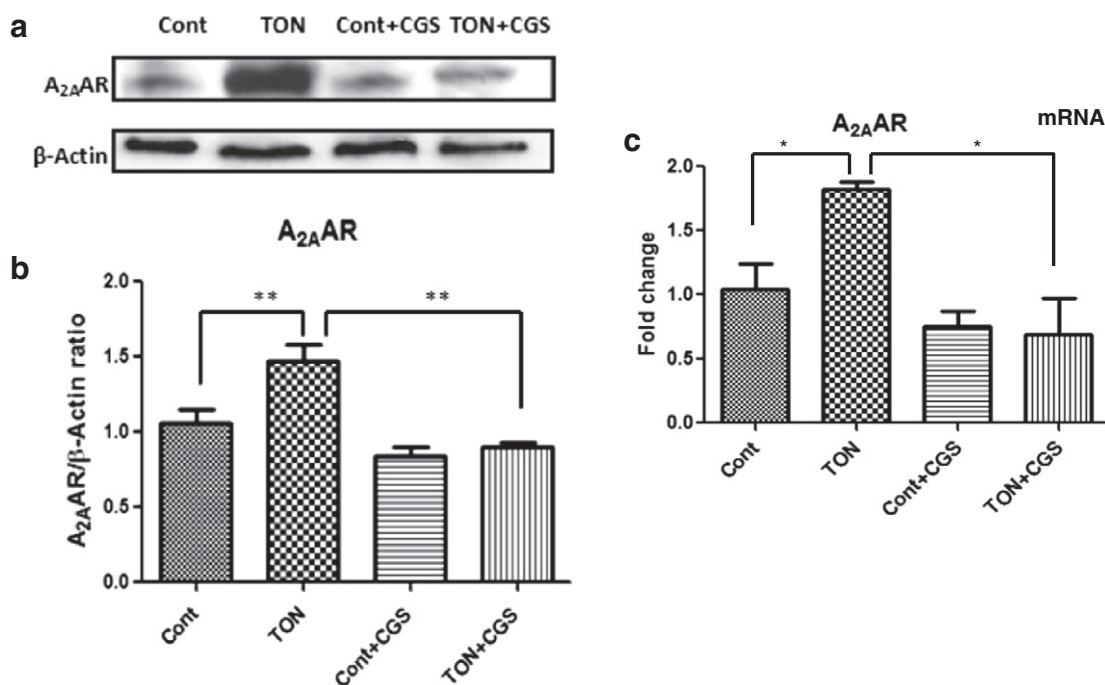 a
Cont TON Cont+CGS TON+CGS
A2AAR
β-Actin
b
A2AAR
A2AAR/β-Actin ratio
2.0
1.5
1.0
0.5
0.0
** **
Cont
TON
Cont+CGS
TON+CGS
c
A2AAR mRNA
Fold change
2.0
1.5
1.0
0.5
0.0
* *
Cont
TON
Cont+CGS
TON+CGS